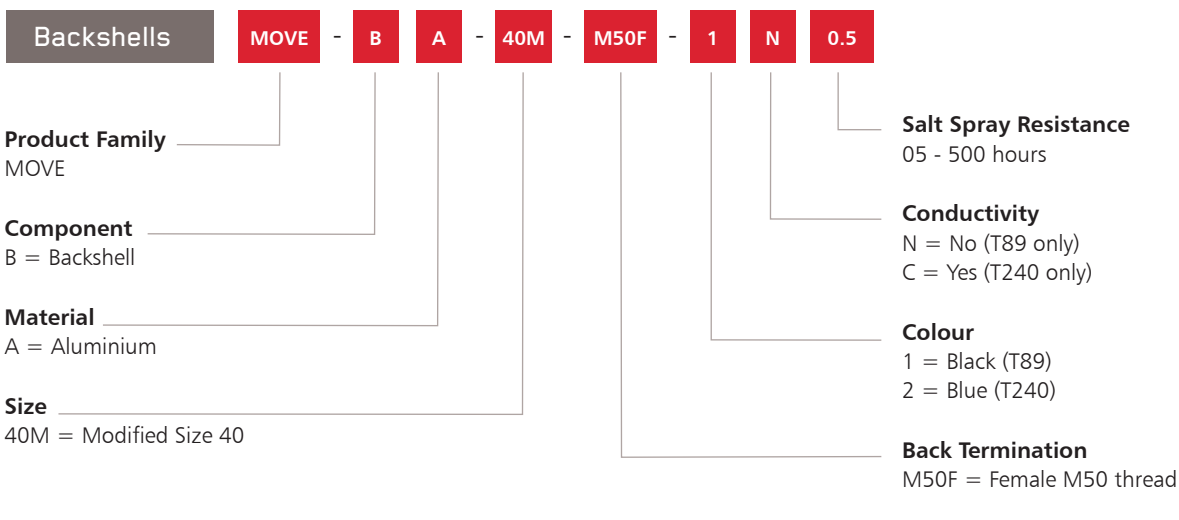 Backshells MOVE - B A - 40M - M50F - 1 N 0.5
Product Family
MOVE
Component
B = Backshell
Material
A = Aluminium
Size
40M = Modified Size 40
Salt Spray Resistance
05 - 500 hours
Conductivity
N = No (T89 only)
C = Yes (T240 only)
Colour
1 = Black (T89)
2 = Blue (T240)
Back Termination
M50F = Female M50 thread